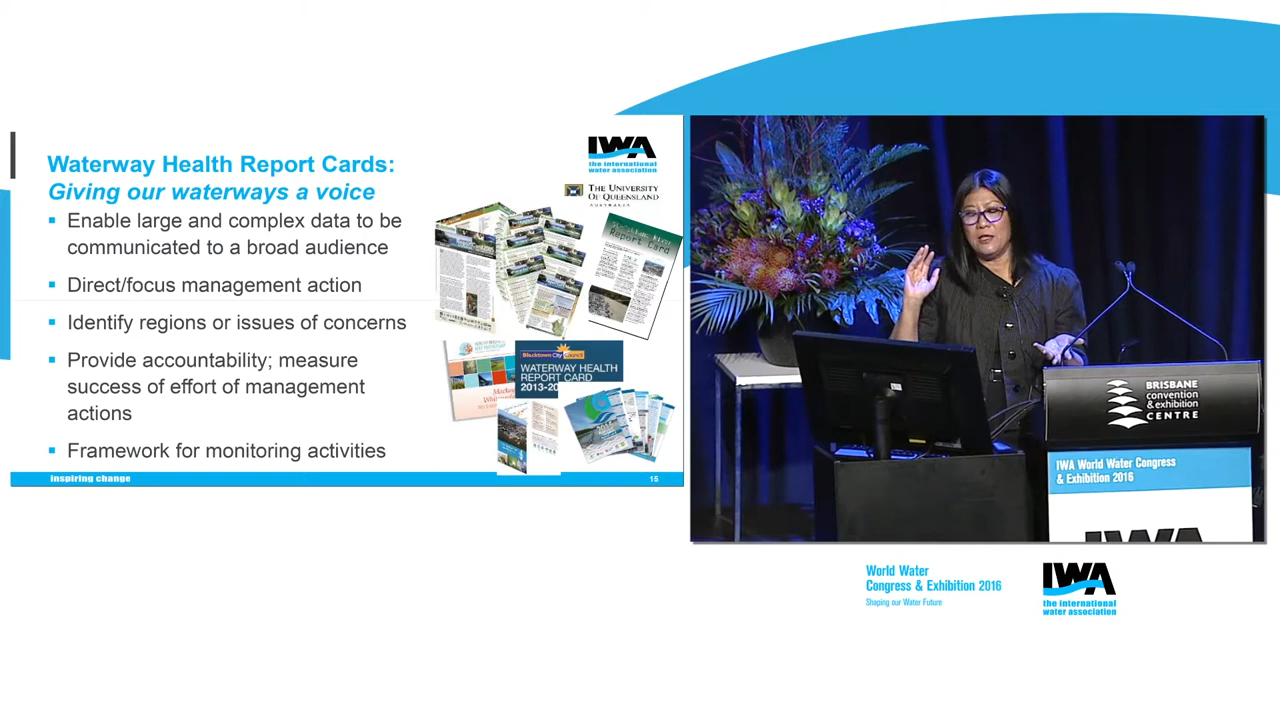 Waterway Health Report Cards:
Giving our waterways a voice
▪ Enable large and complex data to be
communicated to a broad audience
▪ Direct/focus management action
▪ Identify regions or issues of concerns
▪ Provide accountability; measure
success of effort of management
actions
▪ Framework for monitoring activities
IWA
the international
water association
THE UNIVERSITY
OF QUEENSLAND
AUSTRALIA
Report Card
Blacktown City Council
WATERWAY HEALTH
REPORT CARD
2013-20
inspiring change
15
BRISBANE
convention
& exhibition
CENTRE
IWA World Water Congress
& Exhibition 2016
IWA
World Water
Congress & Exhibition 2016
Shaping our Water Future
IWA
the international
water association